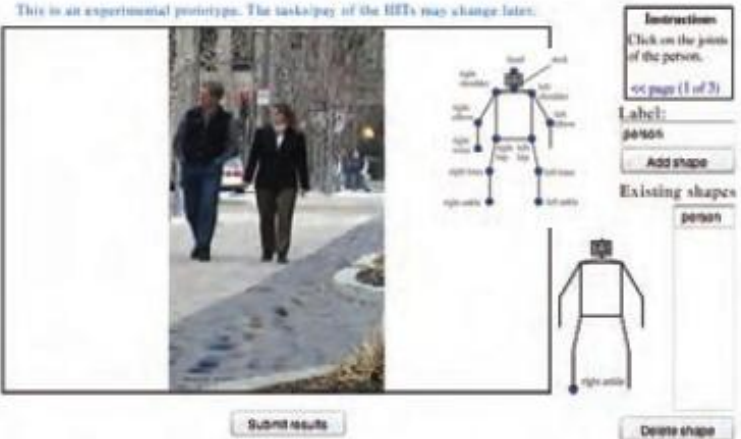 This is an experimental prototype. The tasks/pay of the HITs may change later.
Instructions
Click on the joints
of the person.
<< page (1 of 3)
Label:
person
Add shape
Existing shapes
person
head
neck
right
shoulder
left
shoulder
right
elbow
left
elbow
right
wrist
right
hip
left
hip
right knee
left knee
right ankle
left ankle
right ankle
Submit results
Delete shape